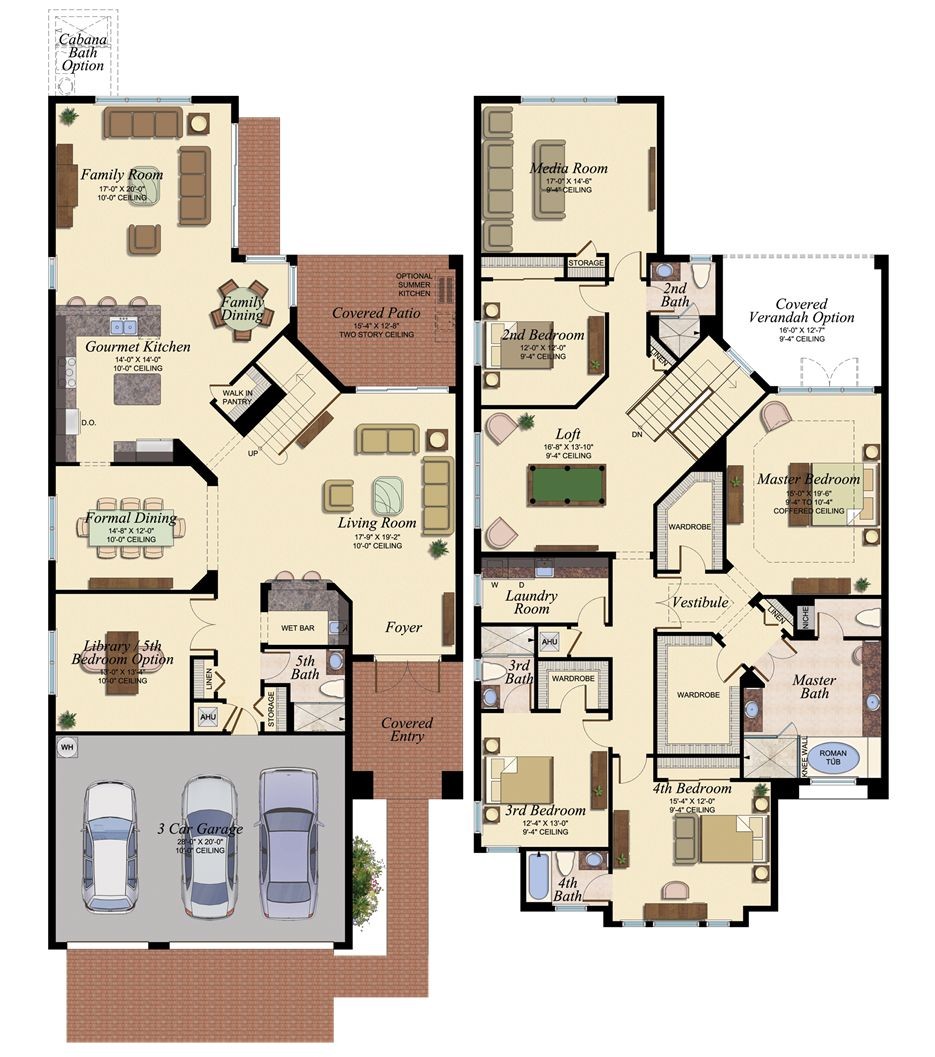 Cabana
Bath
Option
Family Room
17'-0" X 20'-0"
10'-0" CEILING
Family
Dining
OPTIONAL
SUMMER
KITCHEN
Covered Patio
15'-4" X 12'-8"
TWO STORY CEILING
Gourmet Kitchen
14'-0" X 14'-0"
10'-0" CEILING
WALK IN
PANTRY
D.O.
UP
Formal Dining
14'-8" X 12'-0"
10'-0" CEILING
Living Room
17'-9" X 19'-2"
10'-0" CEILING
WET BAR
Foyer
Library / 5th
Bedroom Option
13'-0" X 13'-4"
10'-0" CEILING
5th
Bath
LINEN
STORAGE
AHU
Covered
Entry
WH
3 Car Garage
28'-0" X 20'-0"
10'-0" CEILING
Media Room
17'-0" X 14'-6"
9'-4" CEILING
STORAGE
2nd
Bath
2nd Bedroom
12'-0" X 12'-0"
9'-4" CEILING
LINEN
Covered
Verandah Option
16'-0" X 12'-7"
9'-4" CEILING
DN
Loft
16'-8" X 13'-10"
9'-4" CEILING
Master Bedroom
15'-0" X 19'-6"
9'-4" TO 10'-4"
COFFERED CEILING
WARDROBE
W D
Laundry
Room
Vestibule
LINEN
NICHE
AHU
3rd
Bath
WARDROBE
WARDROBE
Master
Bath
KNEE WALL
ROMAN
TUB
3rd Bedroom
12'-4" X 13'-0"
9'-4" CEILING
4th Bedroom
15'-4" X 12'-0"
9'-4" CEILING
4th
Bath